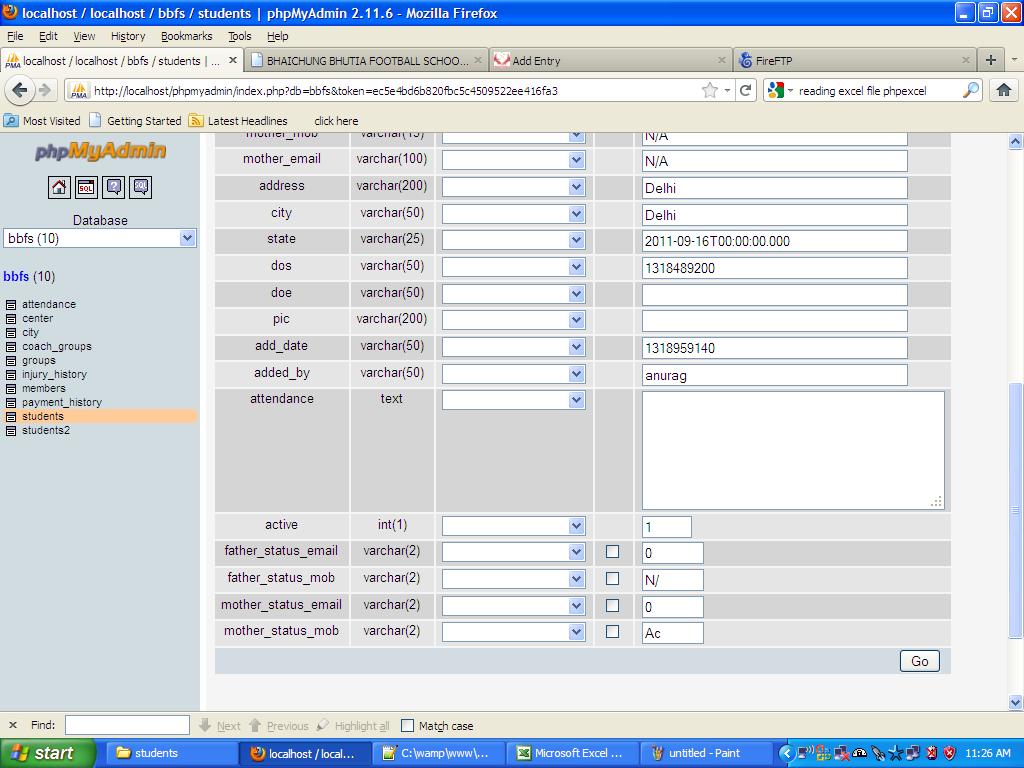 localhost / localhost / bbfs / students | phpMyAdmin 2.11.6 - Mozilla Firefox
File Edit View History Bookmarks Tools Help
localhost / localhost / bbfs / students | ... BHAICHUNG BHUTIA FOOTBALL SCHOO... Add Entry FireFTP
http://localhost/phpmyadmin/index.php?db=bbfs&token=ec5e4bd6b820fbc5c4509522ee416fa3 reading excel file phpexcel
Most Visited Getting Started Latest Headlines click here
phpMyAdmin
SQL
Database
bbfs (10)
bbfs (10)
attendance
center
city
coach_groups
groups
injury_history
members
payment_history
students
students2
mother_mob varchar(15) N/A
mother_email varchar(100) N/A
address varchar(200) Delhi
city varchar(50) Delhi
state varchar(25) 2011-09-16T00:00:00.000
dos varchar(50) 1318489200
doe varchar(50)
pic varchar(200)
add_date varchar(50) 1318959140
added_by varchar(50) anurag
attendance text
active int(1) 1
father_status_email varchar(2) 0
father_status_mob varchar(2) N/
mother_status_email varchar(2) 0
mother_status_mob varchar(2) Ac
Go
Find: Next Previous Highlight all Match case
start students localhost / local... C:\wamp\www\... Microsoft Excel ... untitled - Paint 11:26 AM